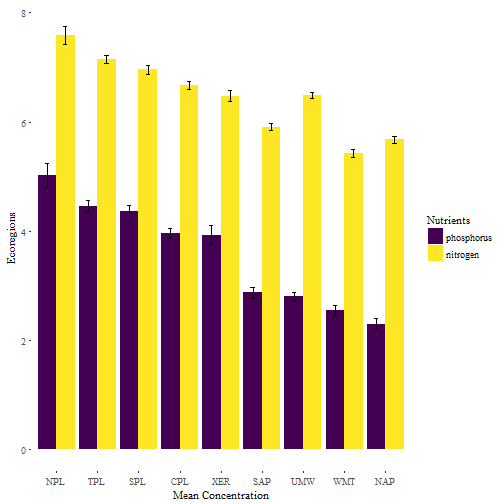 8
6
4
2
0
Ecoregions
NPL TPL SPL CPL XER SAP UMW WMT NAP
Mean Concentration
Nutrients
phosphorus
nitrogen